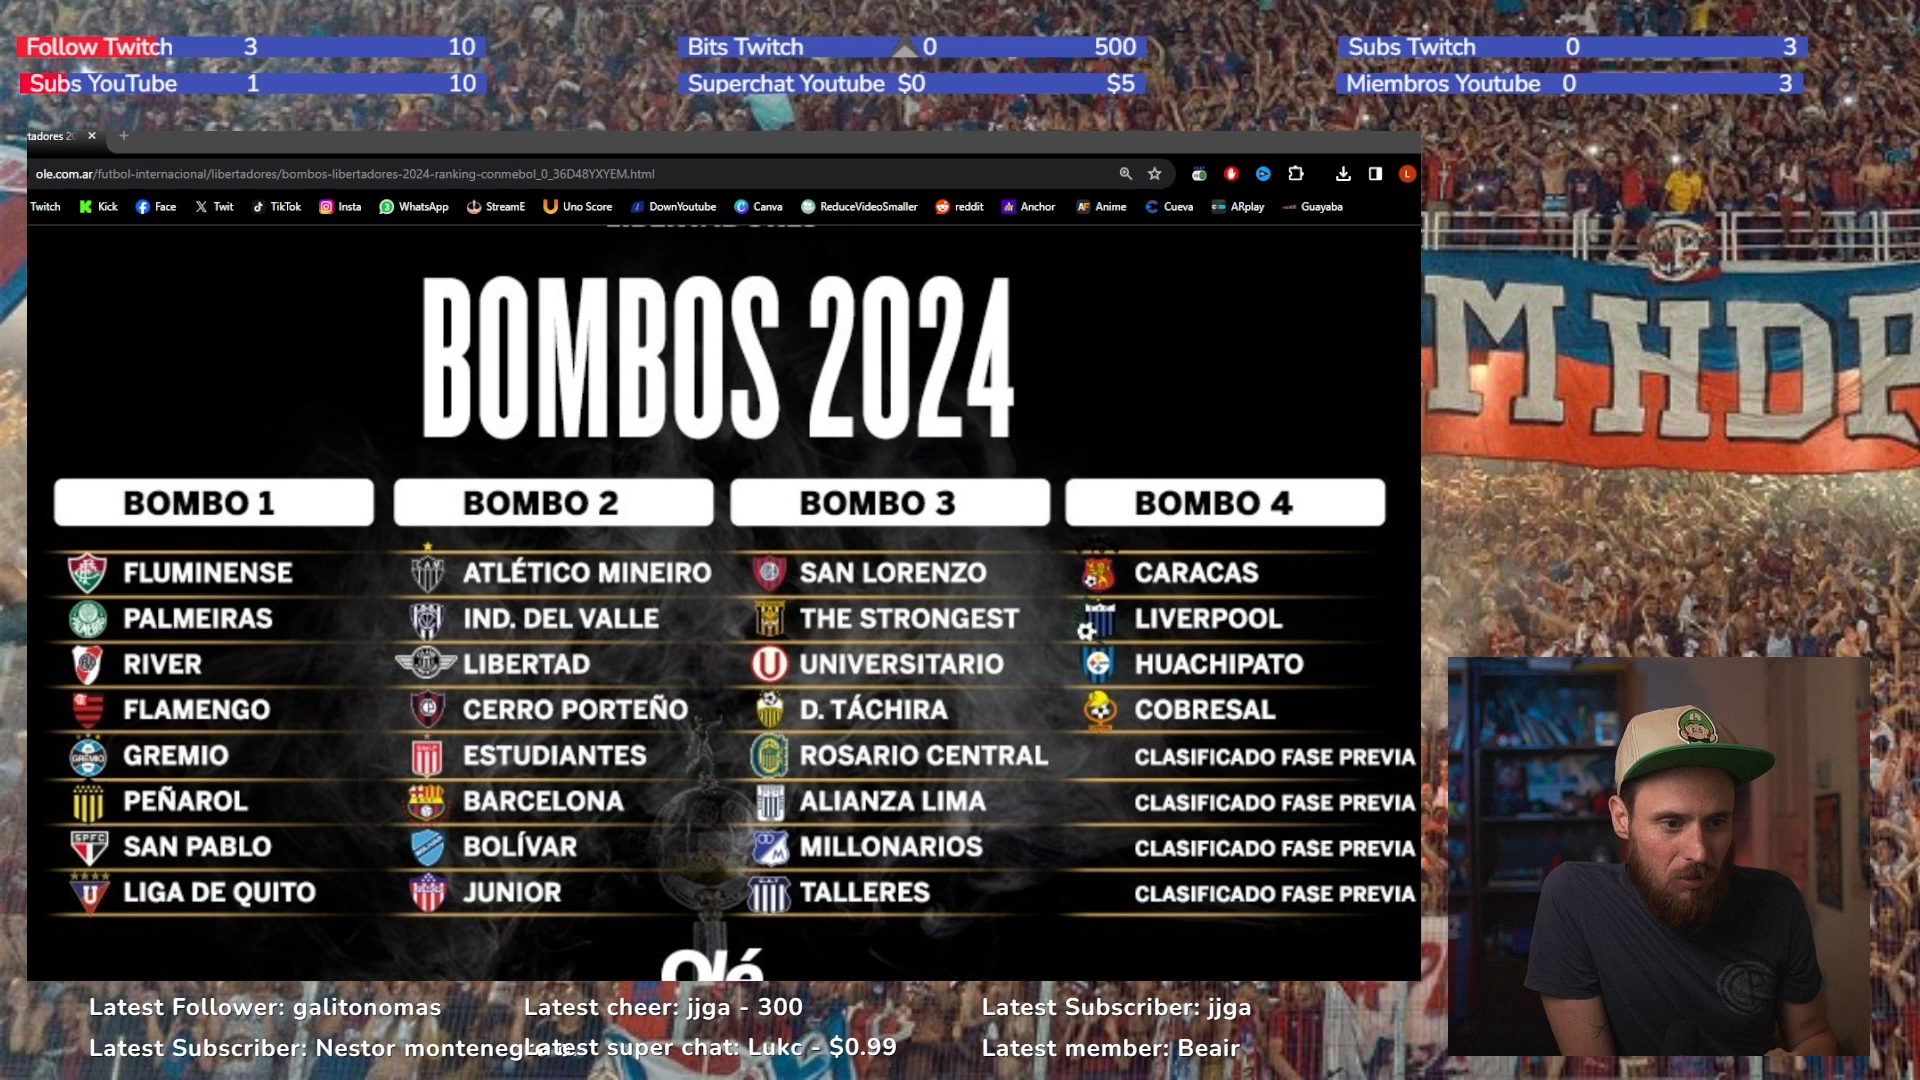 Follow Twitch 3 10
Bits Twitch 0 500
Subs Twitch 0 3
Subs YouTube 1 10
Superchat Youtube $0 $5
Miembros Youtube 0 3
ole.com.ar/futbol-internacional/libertadores/bombos-libertadores-2024-ranking-conmebol_0_36D48YXYEM.html
Twitch Kick Face Twit TikTok Insta WhatsApp StreamE Uno Score DownYoutube Canva ReduceVideoSmaller reddit Anchor Anime Cueva ARplay Guayaba
BOMBOS 2024
BOMBO 1 BOMBO 2 BOMBO 3 BOMBO 4
FLUMINENSE ATLÉTICO MINEIRO SAN LORENZO CARACAS
PALMEIRAS IND. DEL VALLE THE STRONGEST LIVERPOOL
RIVER LIBERTAD UNIVERSITARIO HUACHIPATO
FLAMENGO CERRO PORTEÑO D. TÁCHIRA COBRESAL
GREMIO ESTUDIANTES ROSARIO CENTRAL CLASIFICADO FASE PREVIA
PEÑAROL BARCELONA ALIANZA LIMA CLASIFICADO FASE PREVIA
SAN PABLO BOLÍVAR MILLONARIOS CLASIFICADO FASE PREVIA
LIGA DE QUITO JUNIOR TALLERES CLASIFICADO FASE PREVIA
Olé
MHDP
Latest Follower: galitonomas
Latest cheer: jjga - 300
Latest Subscriber: jjga
Latest Subscriber: Nestor
Latest super chat: Lukc - $0.99
Latest member: Beair